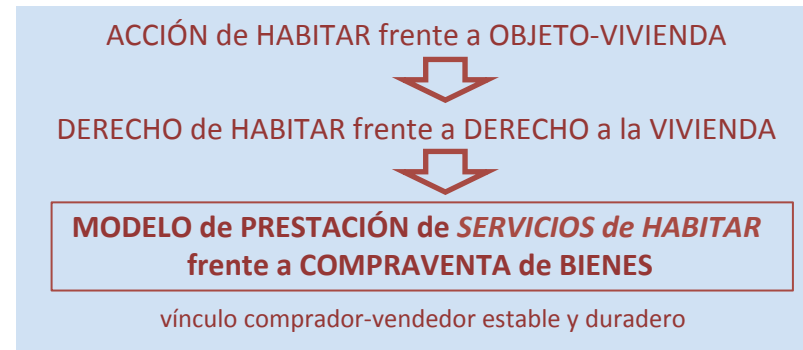 ACCIÓN de HABITAR frente a OBJETO-VIVIENDA
DERECHO de HABITAR frente a DERECHO a la VIVIENDA
MODELO de PRESTACIÓN de SERVICIOS de HABITAR
frente a COMPRAVENTA de BIENES
vínculo comprador-vendedor estable y duradero